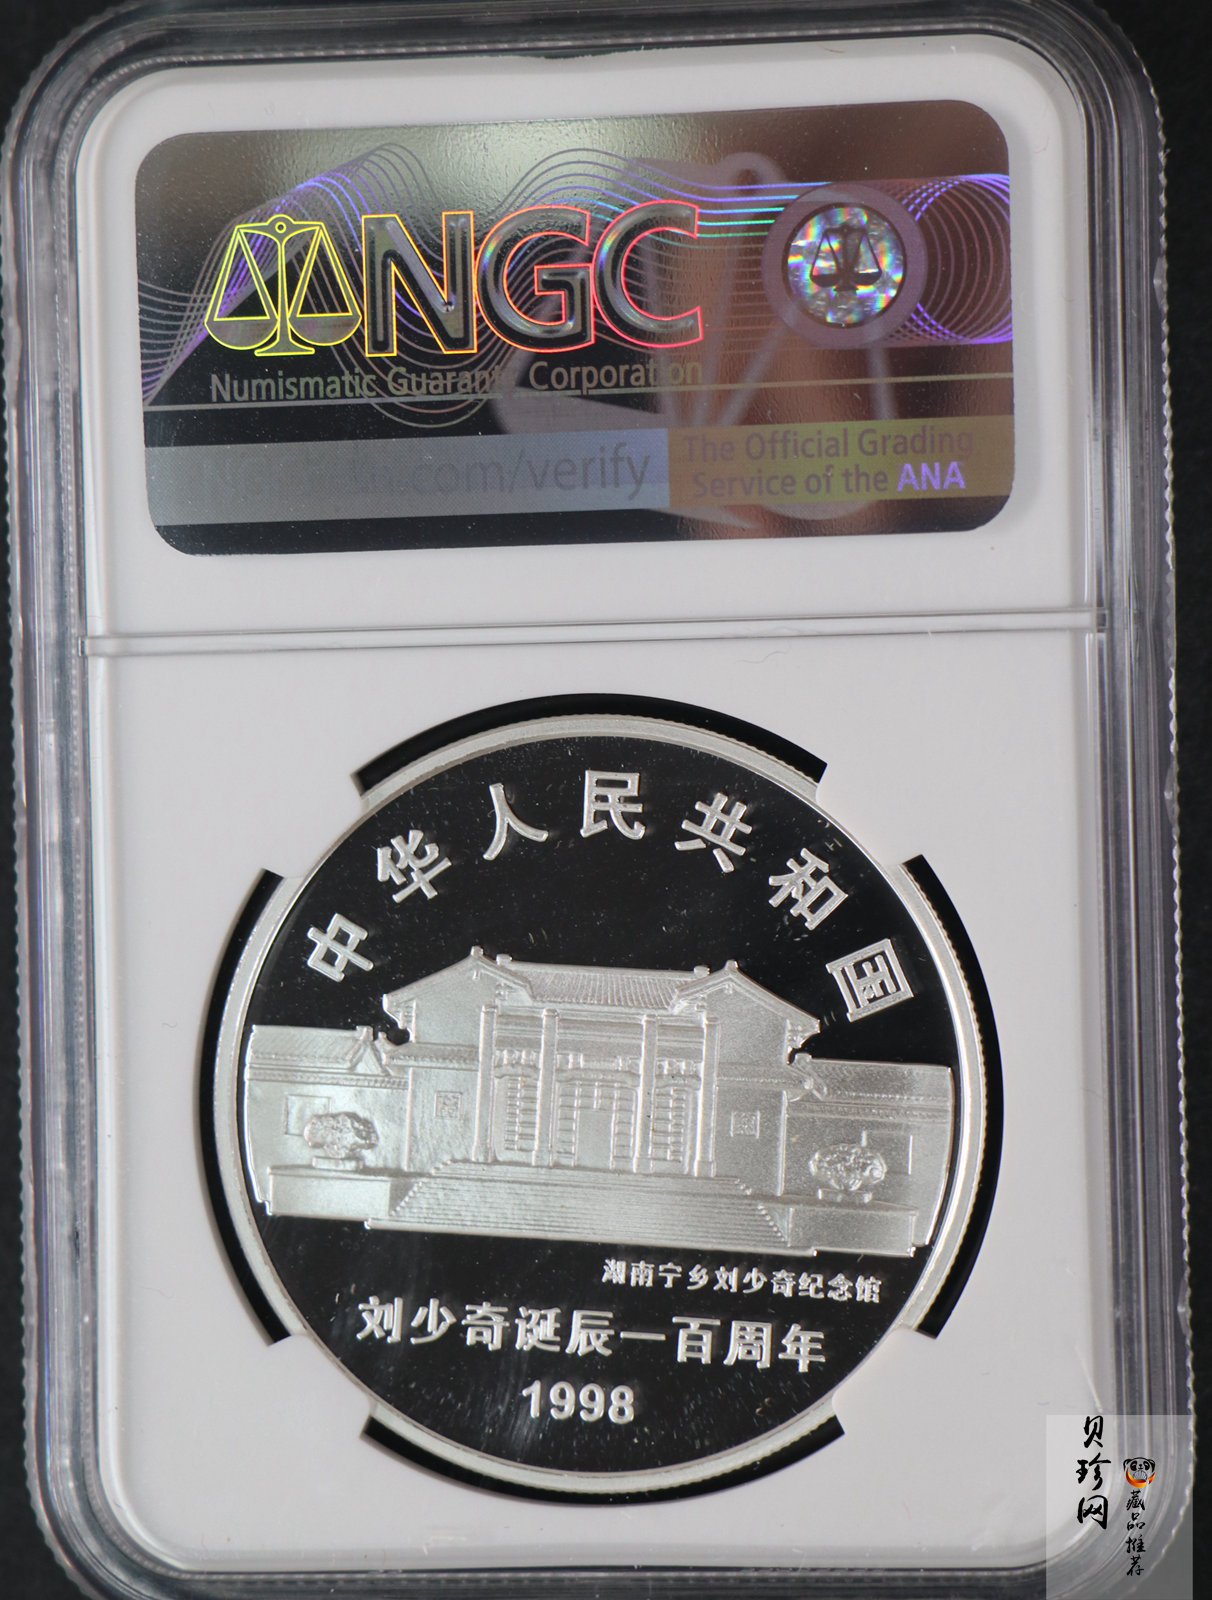 NGC
Numismatic Guaranty Corporation
.com/verify
The Official Grading
Service of the ANA
中华人民共和国
湖南宁乡刘少奇纪念馆
刘少奇诞辰一百周年
1998
贝珍网
藏品推荐